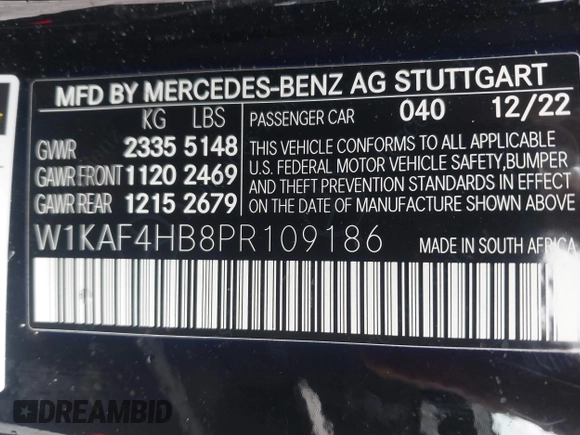 MFD BY MERCEDES-BENZ AG STUTTGART
KG LBS
GVWR 2335 5148
GAWR FRONT 1120 2469
GAWR REAR 1215 2679
PASSENGER CAR 040 12/22
THIS VEHICLE CONFORMS TO ALL APPLICABLE
U.S. FEDERAL MOTOR VEHICLE SAFETY,BUMPER
AND THEFT PREVENTION STANDARDS IN EFFECT
ON THE DATE OF MANUFACTURE SHOWN ABOVE
W1KAF4HB8PR109186
MADE IN SOUTH AFRICA
DREAMBID